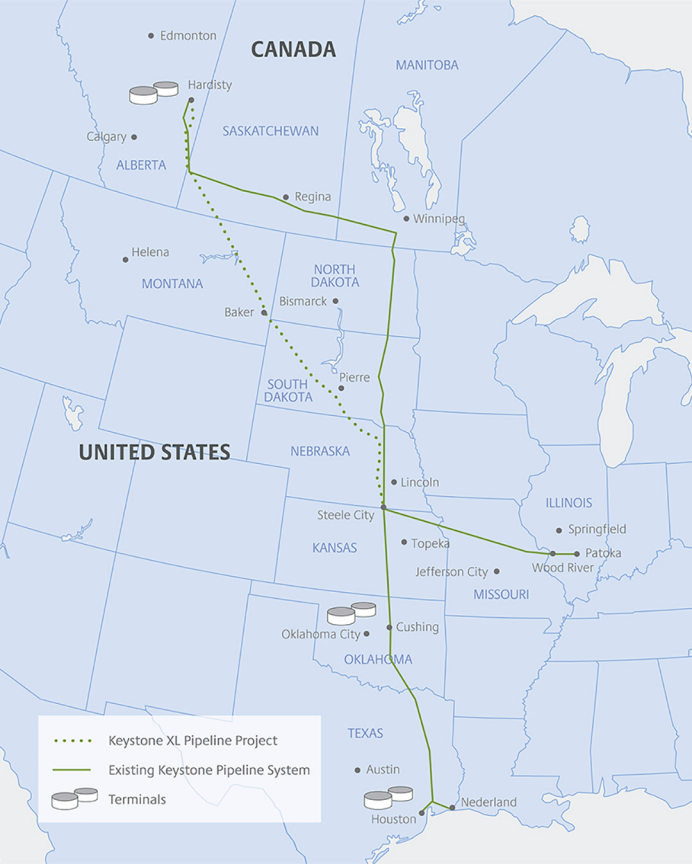 Edmonton
CANADA
MANITOBA
Hardisty
SASKATCHEWAN
Calgary
ALBERTA
Regina
Winnipeg
Helena
MONTANA
NORTH
DAKOTA
Bismarck
Baker
Pierre
SOUTH
DAKOTA
UNITED STATES
NEBRASKA
Lincoln
ILLINOIS
Steele City
Springfield
KANSAS
Topeka
Patoka
Wood River
Jefferson City
MISSOURI
Cushing
Oklahoma City
OKLAHOMA
TEXAS
Keystone XL Pipeline Project
Existing Keystone Pipeline System
Terminals
Austin
Nederland
Houston